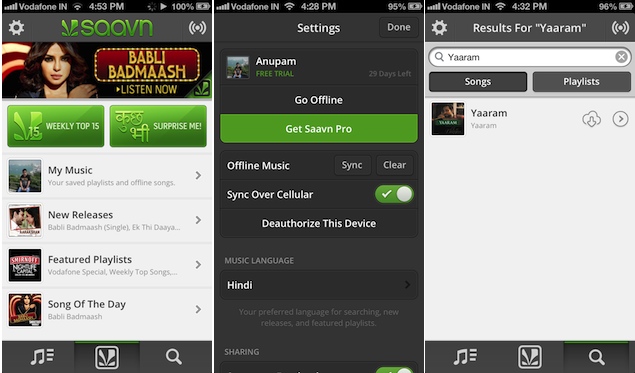 Vodafone IN 4:53 PM 100%
saavn
BABLI
BADMAASH
LISTEN NOW
15
WEEKLY TOP 15
कुछ
भी
SURPRISE ME!
My Music
Your saved playlists and offline songs.
New Releases
Babli Badmaash (Single), Ek Thi Daaya...
SMIRNOFF
NIGHTLIFE
Featured Playlists
Vodafone Special, Weekly Top Songs,...
Song Of The Day
Babli Badmaash
Vodafone IN 4:28 PM 95%
Settings
Done
Anupam
FREE TRIAL
29 Days Left
Go Offline
Get Saavn Pro
Offline Music
Sync
Clear
Sync Over Cellular
Deauthorize This Device
MUSIC LANGUAGE
Hindi
Your preferred language for searching, new
releases, and featured playlists.
SHARING
Vodafone IN 4:32 PM 96%
Results For "Yaaram"
Yaaram
Songs
Playlists
YAARAM
Yaaram
Yaaram